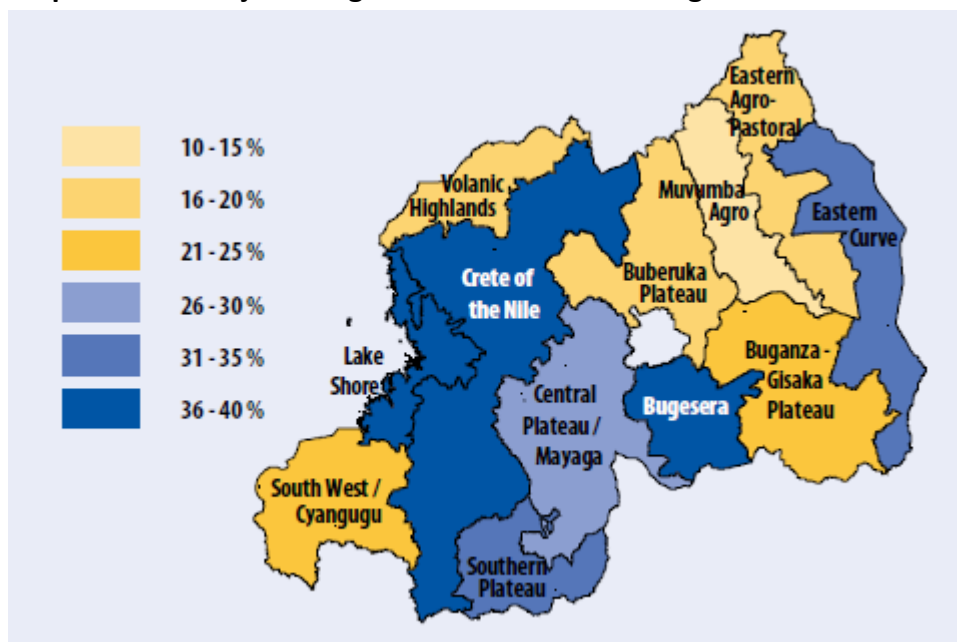 10 - 15 %
16 - 20 %
21 - 25 %
26 - 30 %
31 - 35 %
36 - 40 %
Eastern
Agro-
Pastoral
Volanic
Highlands
Muvumba
Agro
Eastern
Curve
Crete of
the Nile
Buberuka
Plateau
Lake
Shore
Buganza -
Gisaka
Plateau
Central
Plateau /
Mayaga
Bugesera
South West /
Cyangugu
Southern
Plateau